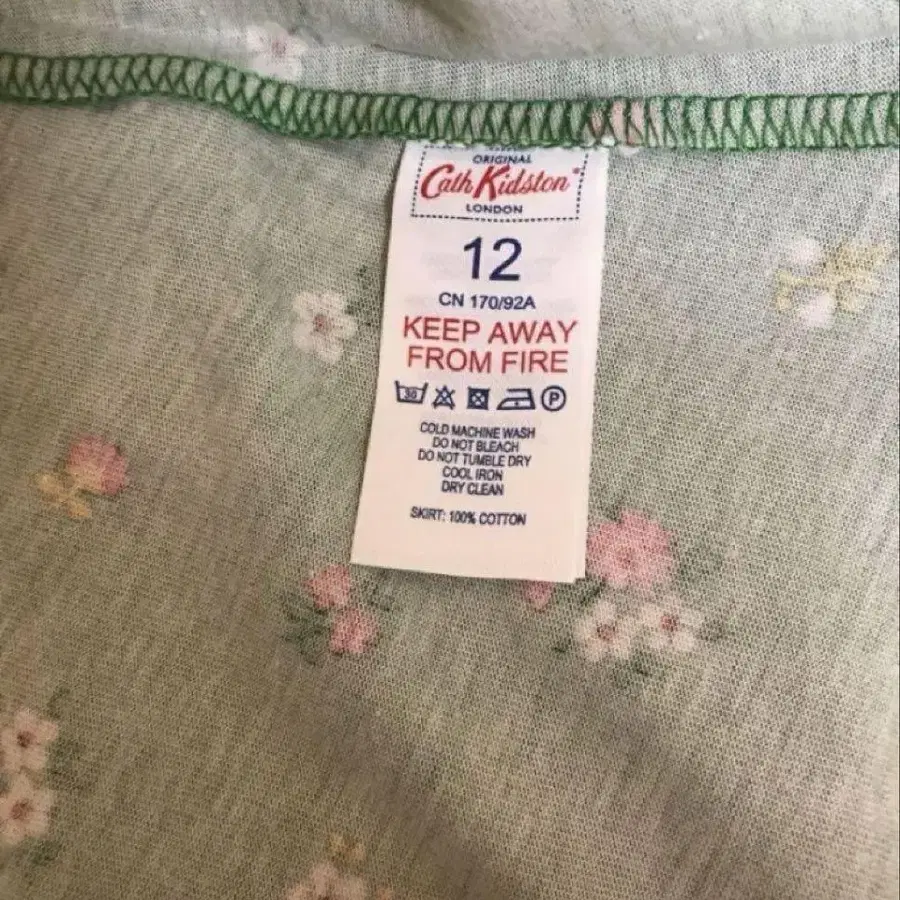 ORIGINAL
Cath Kidston®
LONDON
12
CN 170/92A
KEEP AWAY
FROM FIRE
30 P
COLD MACHINE WASH
DO NOT BLEACH
DO NOT TUMBLE DRY
COOL IRON
DRY CLEAN
SKIRT: 100% COTTON